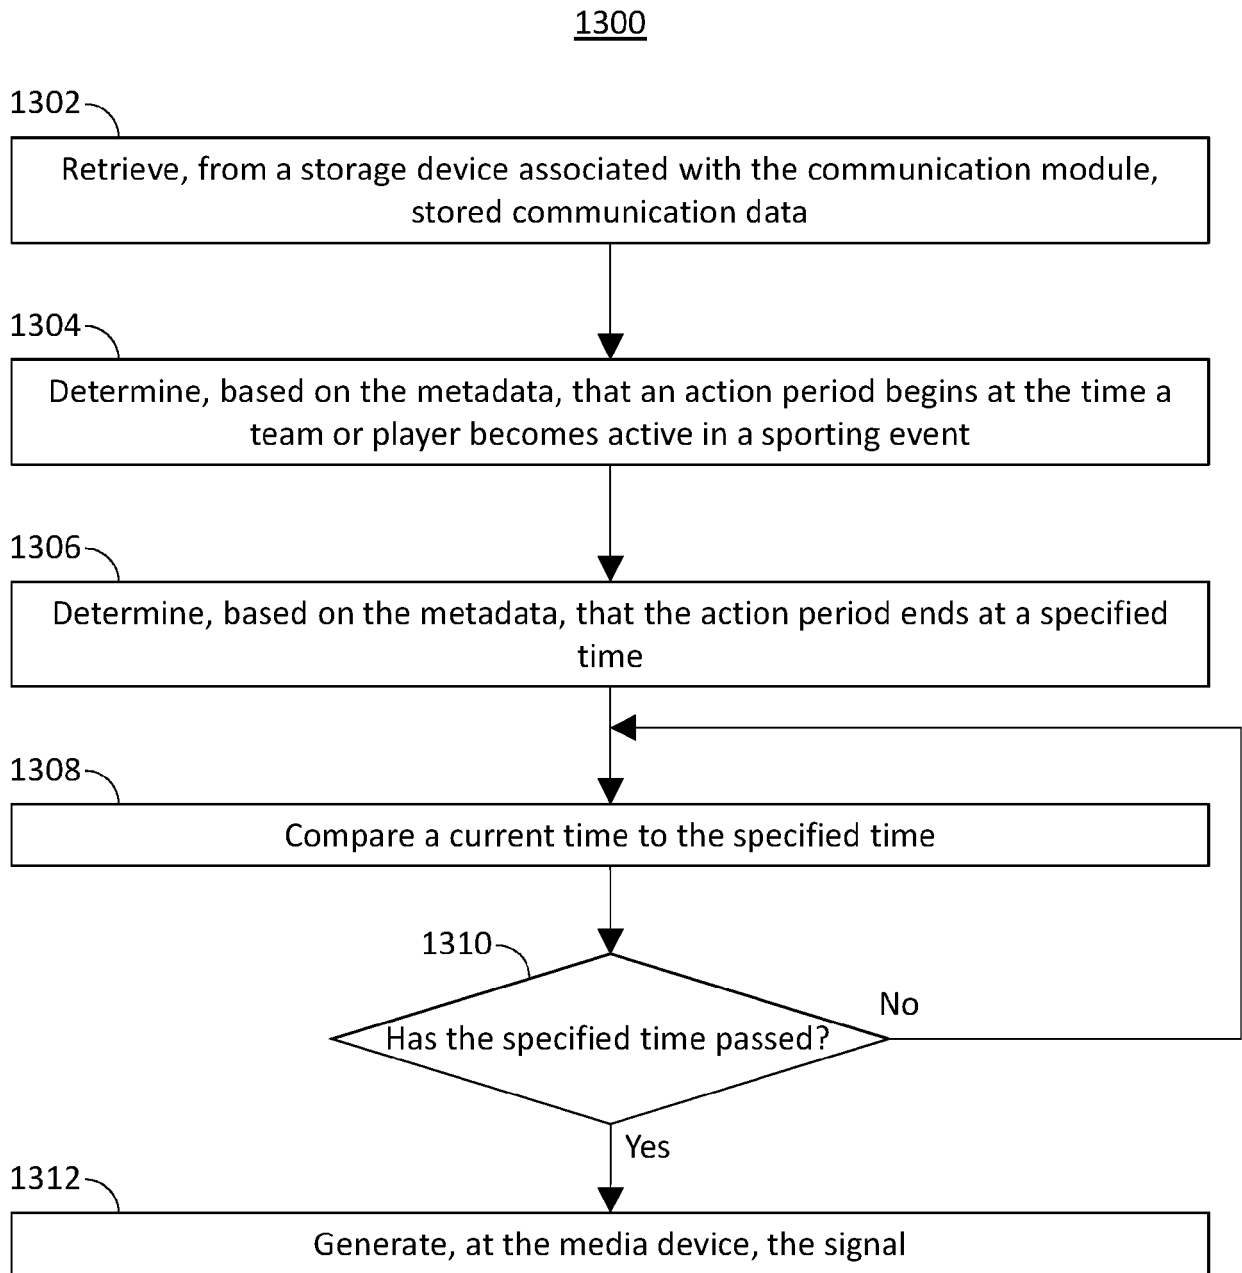 1300
1302
Retrieve, from a storage device associated with the communication module,
stored communication data
1304
Determine, based on the metadata, that an action period begins at the time a
team or player becomes active in a sporting event
1306
Determine, based on the metadata, that the action period ends at a specified
time
1308
Compare a current time to the specified time
1310
No
Has the specified time passed?
Yes
1312
Generate, at the media device, the signal